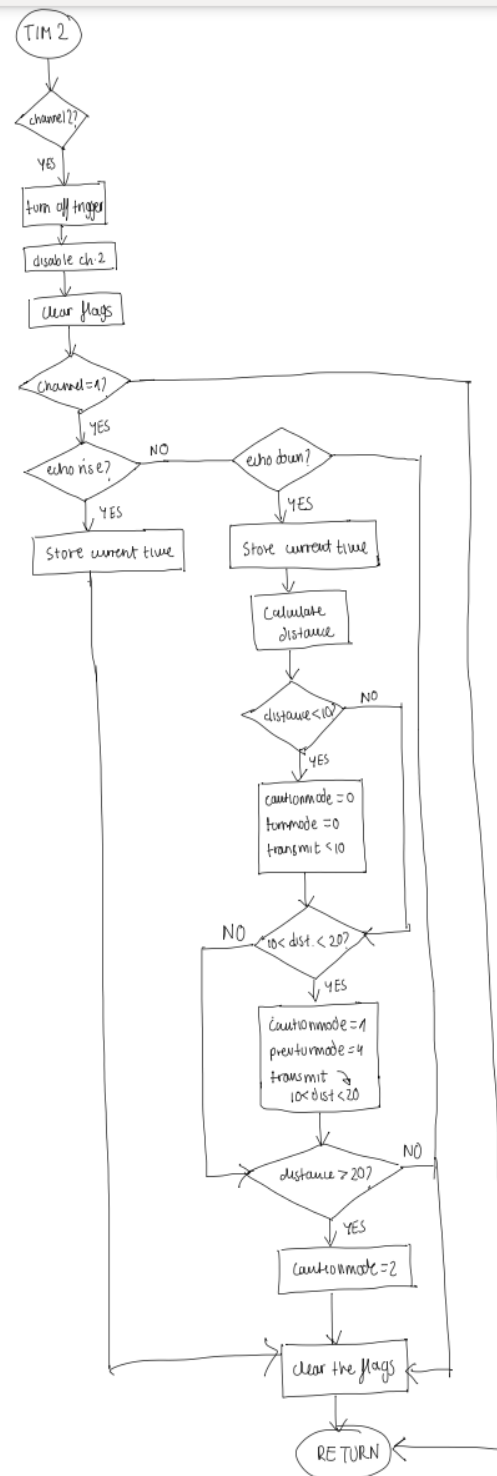 TIM 2
channel 2?
YES
turn off trigger
disable ch.2
clear flags
channel=1?
YES
echo rise?
NO
echo down?
YES
YES
Store current time
Store current time
Calculate
distance
distance<10?
NO
YES
cautionmode=0
turnmode=0
transmit <10
NO
10< dist. < 20?
YES
cautionmode=1
prevturmode=4
transmit
10<dist<20
NO
distance > 20?
YES
cautionmode=2
clear the flags
RETURN